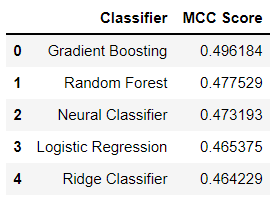 Classifier MCC Score
0 Gradient Boosting 0.496184
1 Random Forest 0.477529
2 Neural Classifier 0.473193
3 Logistic Regression 0.465375
4 Ridge Classifier 0.464229